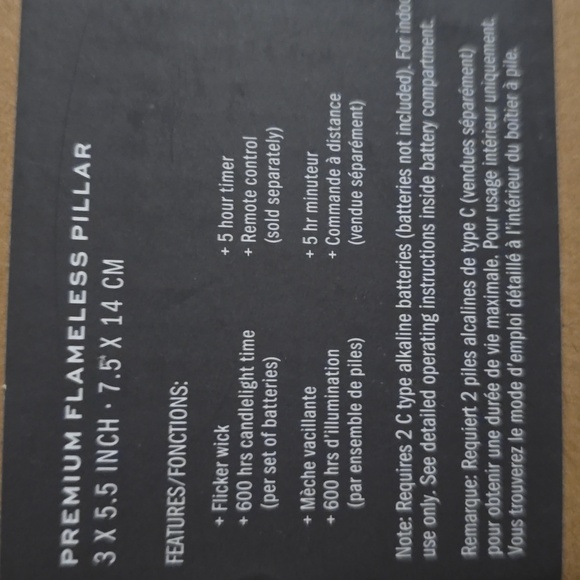 PREMIUM FLAMELESS PILLAR
3 X 5.5 INCH · 7.5 X 14 CM
FEATURES/FONCTIONS:
+ Flicker wick
+ 600 hrs candlelight time
(per set of batteries)
+ 5 hour timer
+ Remote control
(sold separately)
+ Mèche vacillante
+ 600 hrs d'illumination
(par ensemble de piles)
+ 5 hr minuteur
+ Commande à distance
(vendue séparément)
Note: Requires 2 C type alkaline batteries (batteries not included). For
use only. See detailed operating instructions inside battery compartment.
Remarque: Requiert 2 piles alcalines de type C (vendues séparément)
pour obtenir une durée de vie maximale. Pour usage intérieur uniquement.
Vous trouverez le mode d'emploi détaillé à l'intérieur du boîtier à pile.